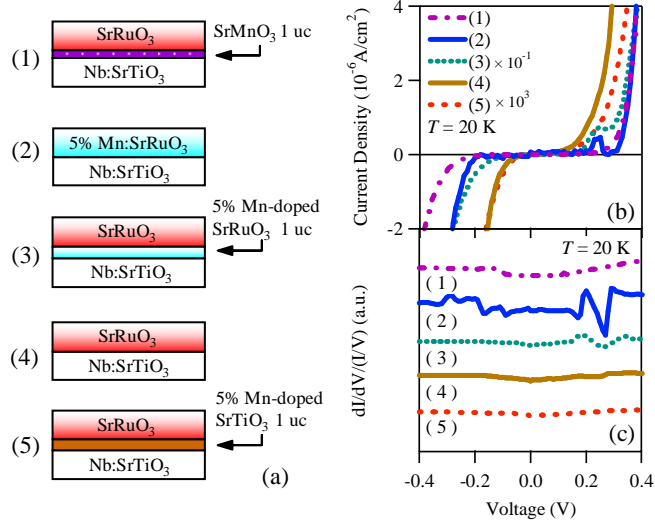 (1)
SrRuO₃
Nb:SrTiO₃
SrMnO₃ 1 uc
(2)
5% Mn:SrRuO₃
Nb:SrTiO₃
(3)
SrRuO₃
Nb:SrTiO₃
5% Mn-doped
SrRuO₃ 1 uc
(4)
SrRuO₃
Nb:SrTiO₃
(5)
SrRuO₃
Nb:SrTiO₃
5% Mn-doped
SrTiO₃ 1 uc
(a)
Current Density (10⁻⁶A/cm²)
4
2
0
-2
(1)
(2)
(3) × 10⁻¹
(4)
(5) × 10³
T = 20 K
(b)
dI/dV/(I/V) (a.u.)
T = 20 K
( 1 )
( 2 )
( 3 )
( 4 )
( 5 )
(c)
-0.4 -0.2 0.0 0.2 0.4
Voltage (V)